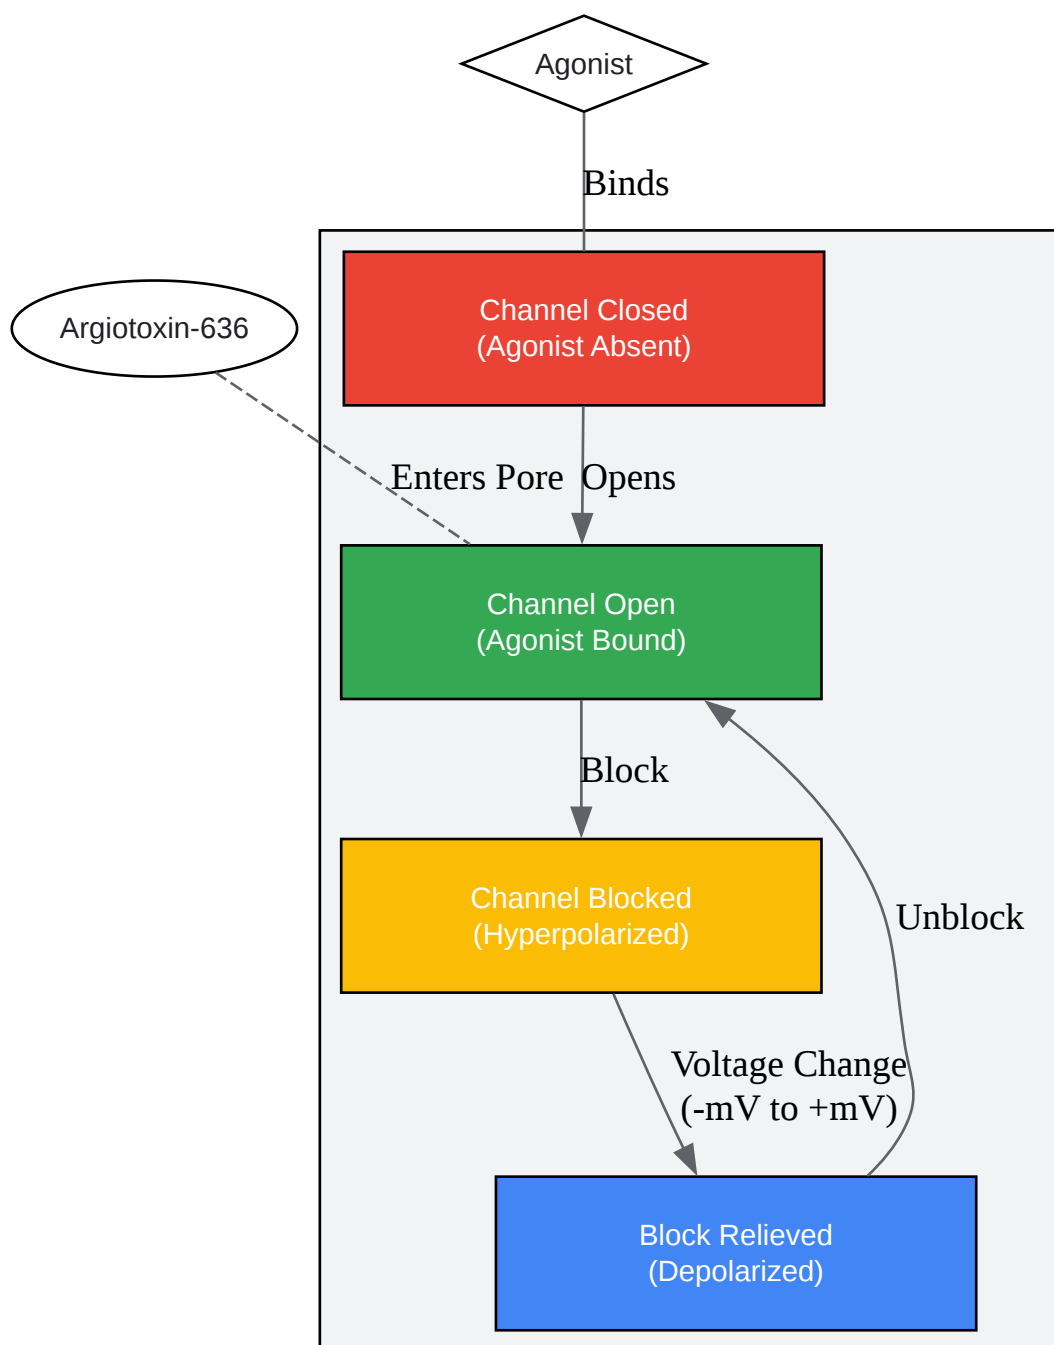 Agonist
Binds
Channel Closed
(Agonist Absent)
Argiotoxin-636
Enters Pore
Opens
Channel Open
(Agonist Bound)
Block
Channel Blocked
(Hyperpolarized)
Unblock
Voltage Change
(-mV to +mV)
Block Relieved
(Depolarized)